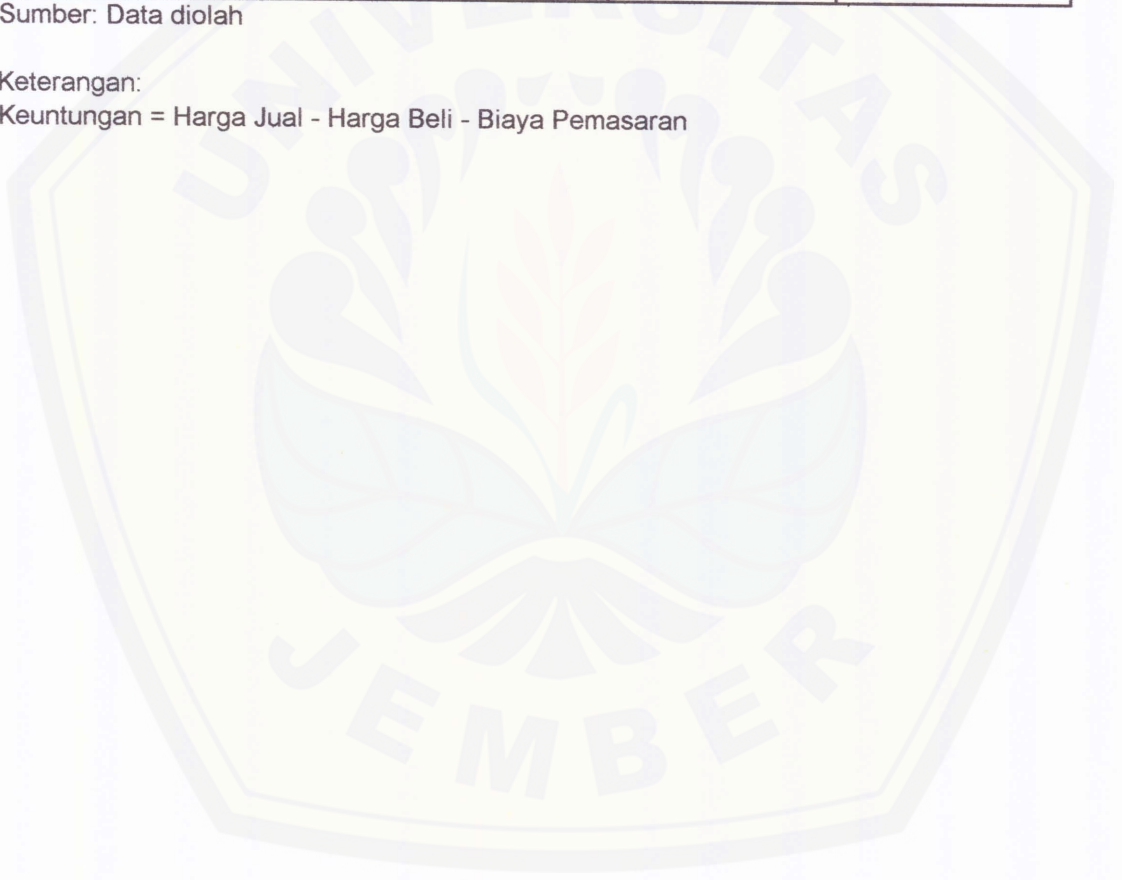 Sumber: Data diolah
Keterangan:
Keuntungan = Harga Jual - Harga Beli - Biaya Pemasaran
UNIVERSITAS
JEMBER